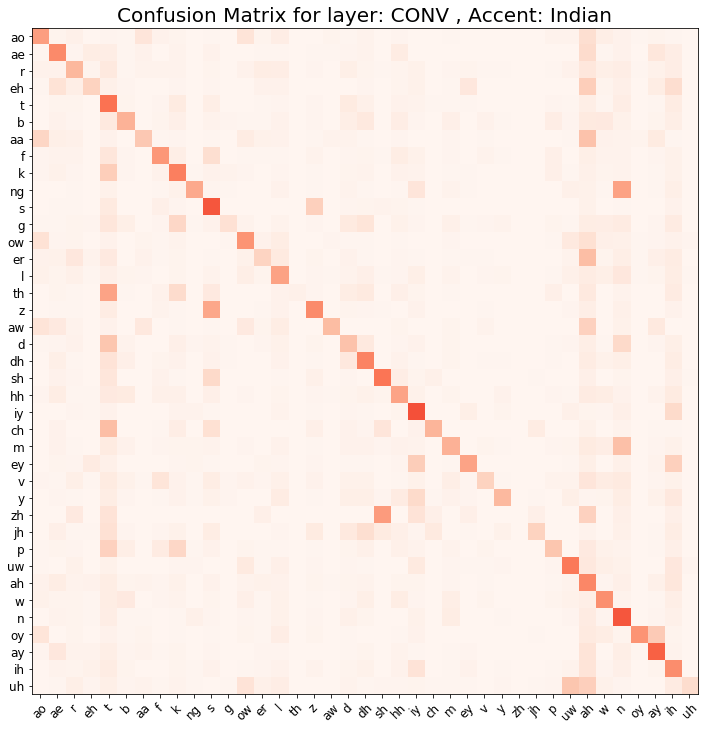 Confusion Matrix for layer: CONV , Accent: Indian
ao
ae
r
eh
t
b
aa
f
k
ng
s
g
ow
er
l
th
z
aw
d
dh
sh
hh
iy
ch
m
ey
v
y
zh
jh
p
uw
ah
w
n
oy
ay
ih
uh
ao ae r eh t b aa f k ng s g ow er l th z aw d dh sh hh iy ch m ey v y zh jh p uw ah w n oy ay ih uh